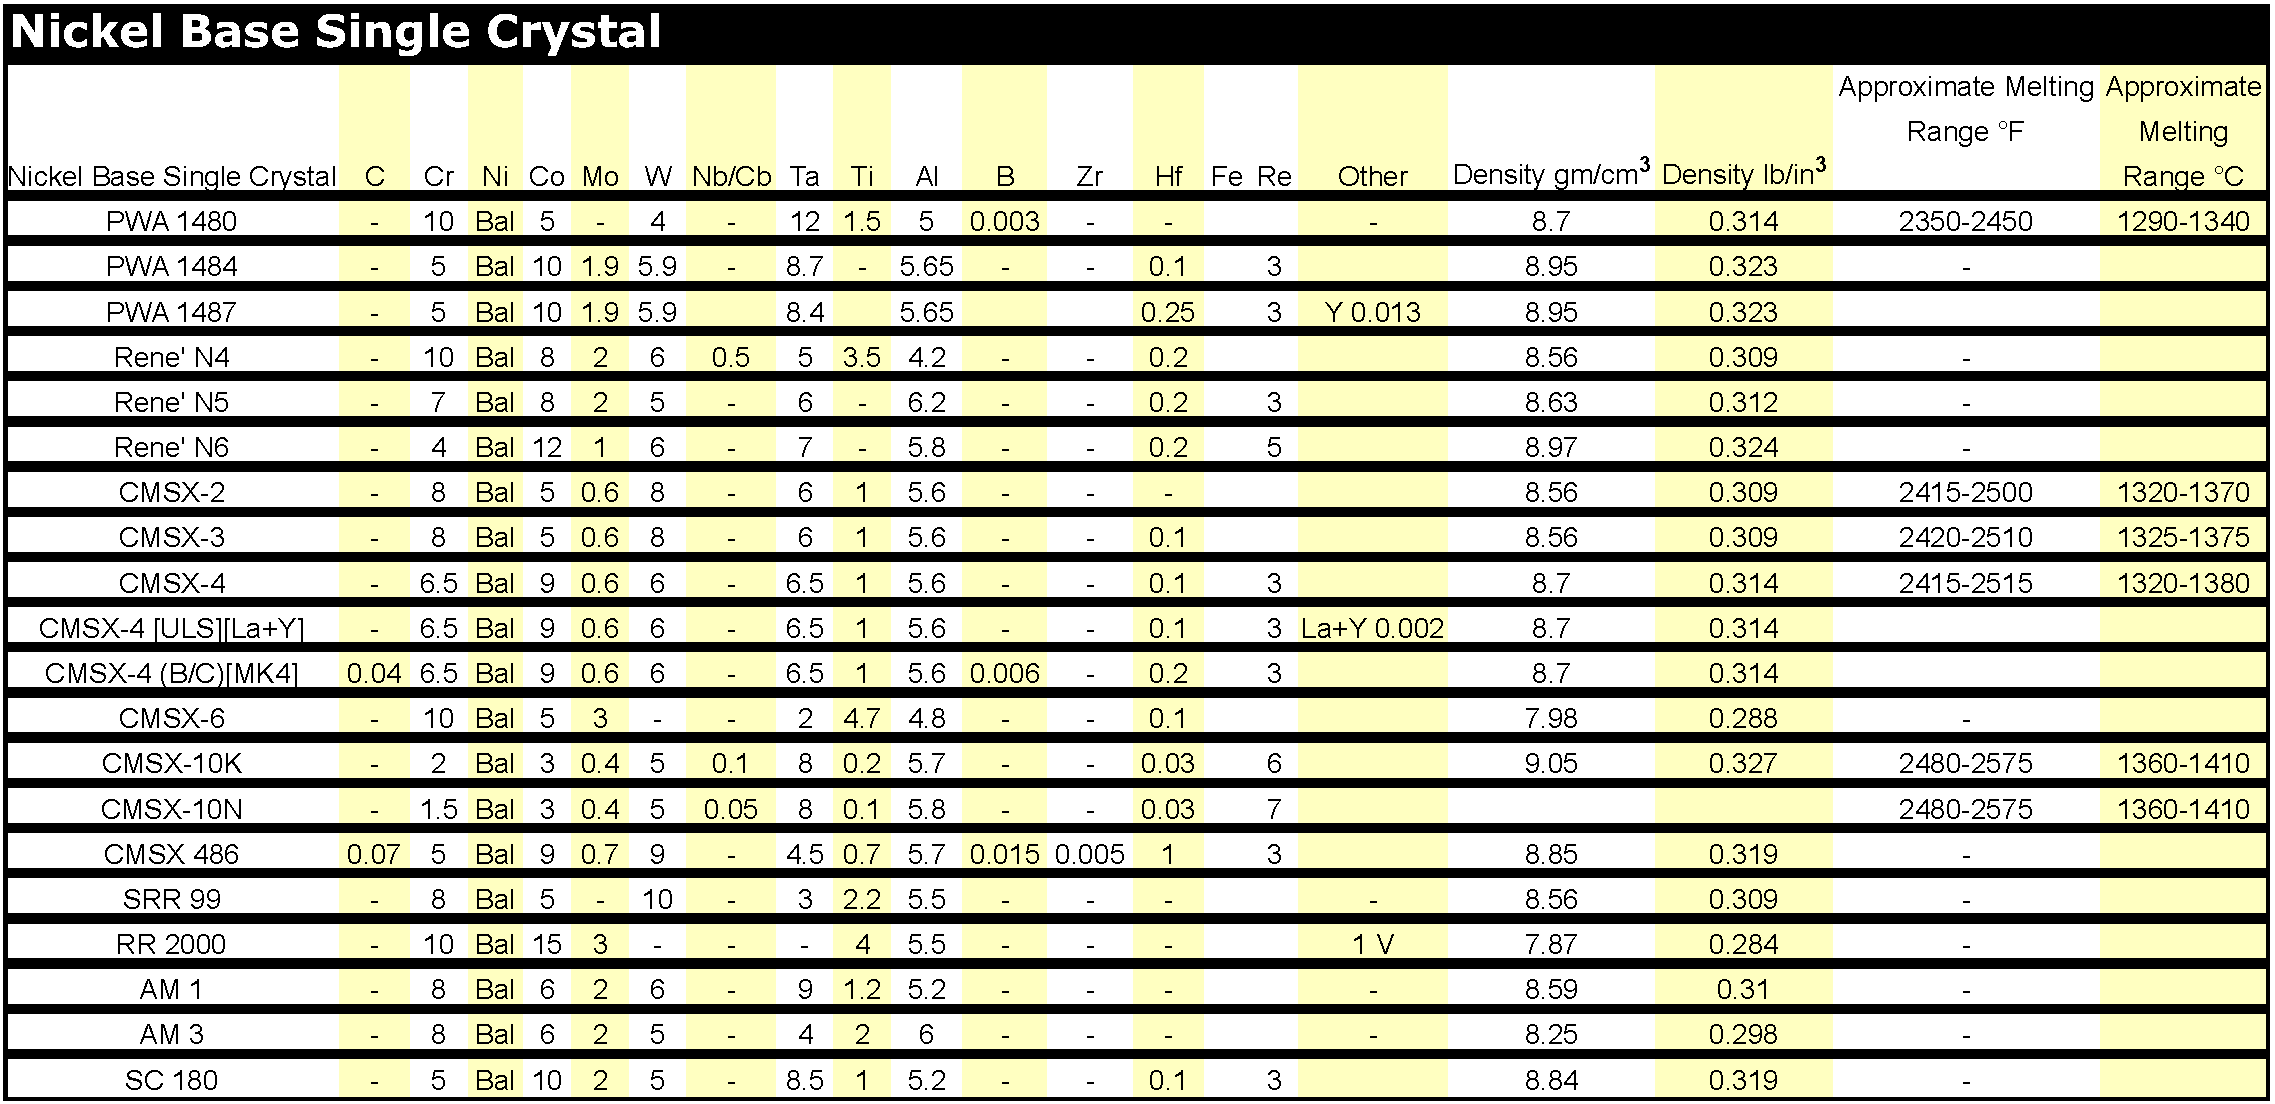 Nickel Base Single Crystal
Approximate Melting Approximate
Range °F Melting
Nickel Base Single Crystal C Cr Ni Co Mo W Nb/Cb Ta Ti Al B Zr Hf Fe Re Other Density gm/cm³ Density lb/in³ Range °C
PWA 1480 - 10 Bal 5 - 4 - 12 1.5 5 0.003 - - - 8.7 0.314 2350-2450 1290-1340
PWA 1484 - 5 Bal 10 1.9 5.9 - 8.7 - 5.65 - - 0.1 3 8.95 0.323 -
PWA 1487 - 5 Bal 10 1.9 5.9 8.4 5.65 0.25 3 Y 0.013 8.95 0.323
Rene' N4 - 10 Bal 8 2 6 0.5 5 3.5 4.2 - - 0.2 8.56 0.309 -
Rene' N5 - 7 Bal 8 2 5 - 6 - 6.2 - - 0.2 3 8.63 0.312 -
Rene' N6 - 4 Bal 12 1 6 - 7 - 5.8 - - 0.2 5 8.97 0.324 -
CMSX-2 - 8 Bal 5 0.6 8 - 6 1 5.6 - - - 8.56 0.309 2415-2500 1320-1370
CMSX-3 - 8 Bal 5 0.6 8 - 6 1 5.6 - - 0.1 8.56 0.309 2420-2510 1325-1375
CMSX-4 - 6.5 Bal 9 0.6 6 - 6.5 1 5.6 - - 0.1 3 8.7 0.314 2415-2515 1320-1380
CMSX-4 [ULS][La+Y] - 6.5 Bal 9 0.6 6 - 6.5 1 5.6 - - 0.1 3 La+Y 0.002 8.7 0.314
CMSX-4 (B/C)[MK4] 0.04 6.5 Bal 9 0.6 6 - 6.5 1 5.6 0.006 - 0.2 3 8.7 0.314
CMSX-6 - 10 Bal 5 3 - - 2 4.7 4.8 - - 0.1 7.98 0.288 -
CMSX-10K - 2 Bal 3 0.4 5 0.1 8 0.2 5.7 - - 0.03 6 9.05 0.327 2480-2575 1360-1410
CMSX-10N - 1.5 Bal 3 0.4 5 0.05 8 0.1 5.8 - - 0.03 7 2480-2575 1360-1410
CMSX 486 0.07 5 Bal 9 0.7 9 - 4.5 0.7 5.7 0.015 0.005 1 3 8.85 0.319 -
SRR 99 - 8 Bal 5 - 10 - 3 2.2 5.5 - - - - 8.56 0.309 -
RR 2000 - 10 Bal 15 3 - - - 4 5.5 - - - 1 V 7.87 0.284 -
AM 1 - 8 Bal 6 2 6 - 9 1.2 5.2 - - - - 8.59 0.31 -
AM 3 - 8 Bal 6 2 5 - 4 2 6 - - - - 8.25 0.298 -
SC 180 - 5 Bal 10 2 5 - 8.5 1 5.2 - - 0.1 3 8.84 0.319 -